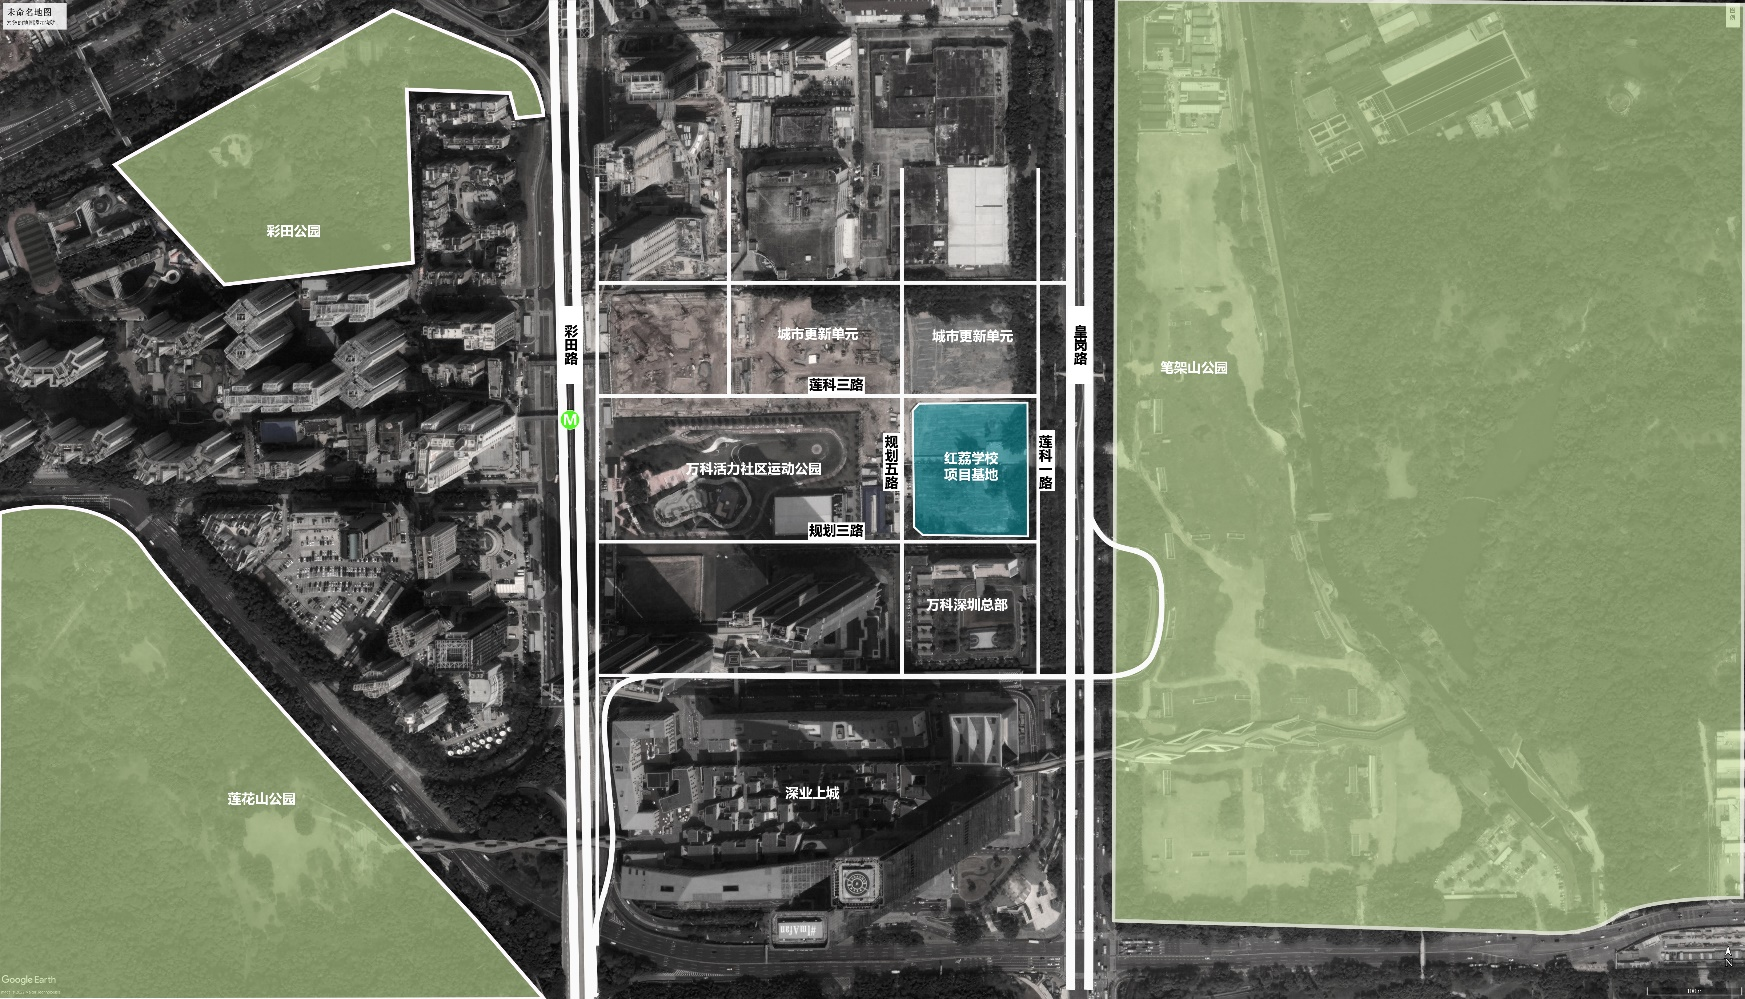 未命名地图
彩田公园
彩田路
皇岗路
城市更新单元
城市更新单元
笔架山公园
莲科三路
M
规划五路
红荔学校
项目基地
莲科一路
万科活力社区运动公园
规划三路
万科深圳总部
深业上城
莲花山公园
Google Earth
N